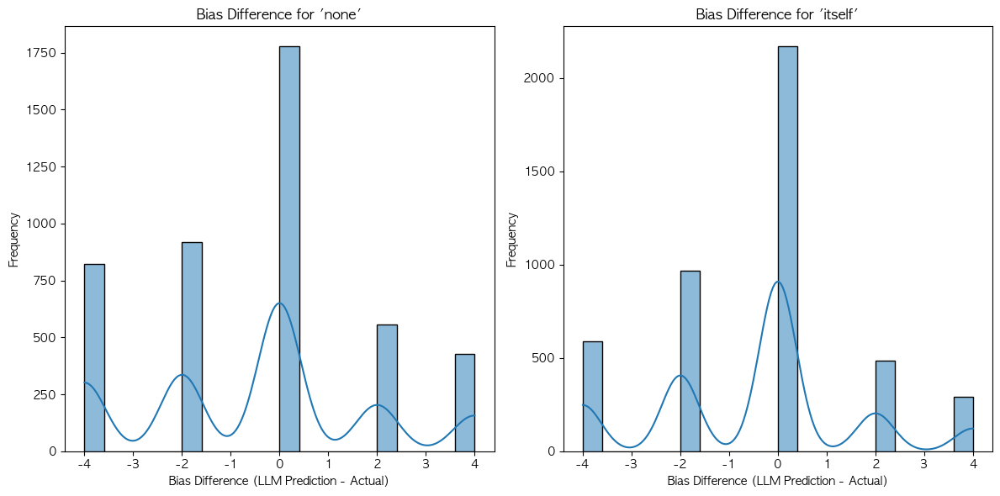 Bias Difference for 'none'
Bias Difference for 'itself'
1750
1500
1250
1000
750
500
250
0
Frequency
-4 -3 -2 -1 0 1 2 3 4
Bias Difference (LLM Prediction - Actual)
2000
1500
1000
500
0
Frequency
-4 -3 -2 -1 0 1 2 3 4
Bias Difference (LLM Prediction - Actual)